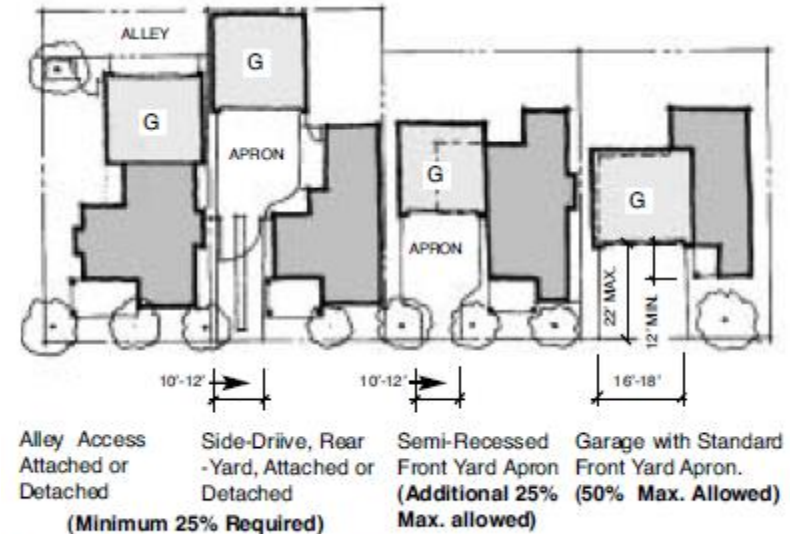 ALLEY
G
G
APRON
G
G
APRON
22' MAX.
12' MIN.
10'-12'
10'-12'
16'-18'
Alley Access
Attached or
Detached
Side-Driive, Rear
-Yard, Attached or
Detached
(Minimum 25% Required)
Semi-Recessed
Front Yard Apron
(Additional 25%
Max. allowed)
Garage with Standard
Front Yard Apron.
(50% Max. Allowed)